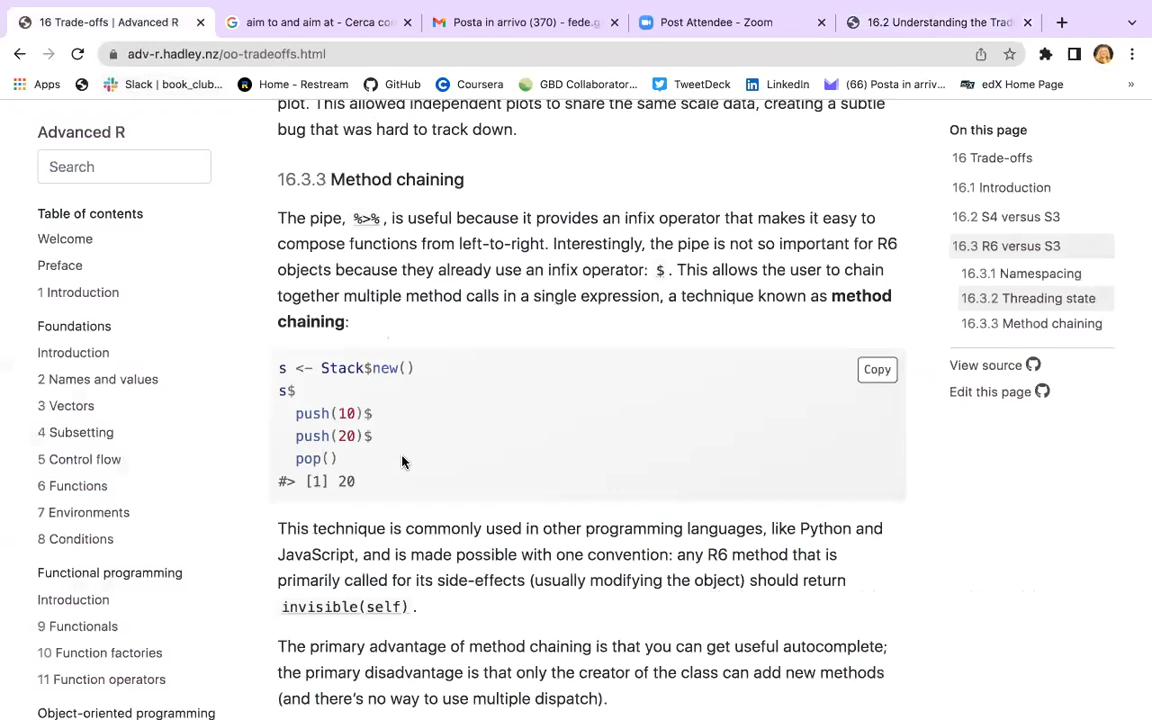 16 Trade-offs | Advanced R
aim to and aim at - Cerca con
Posta in arrivo (370) - fede.g
Post Attendee - Zoom
16.2 Understanding the Trad
adv-r.hadley.nz/oo-tradeoffs.html
Apps
Slack | book_club...
Home - Restream
GitHub
Coursera
GBD Collaborator...
TweetDeck
LinkedIn
(66) Posta in arriv...
edX Home Page
»
Advanced R
Search
Table of contents
Welcome
Preface
1 Introduction
Foundations
Introduction
2 Names and values
3 Vectors
4 Subsetting
5 Control flow
6 Functions
7 Environments
8 Conditions
Functional programming
Introduction
9 Functionals
10 Function factories
11 Function operators
Object-oriented programming
plot. This allowed independent plots to share the same scale data, creating a subtle
bug that was hard to track down.
16.3.3 Method chaining
The pipe, %>%, is useful because it provides an infix operator that makes it easy to
compose functions from left-to-right. Interestingly, the pipe is not so important for R6
objects because they already use an infix operator: $. This allows the user to chain
together multiple method calls in a single expression, a technique known as method
chaining:
s <- Stack$new()
s$
push(10)$
push(20)$
pop()
#> [1] 20
Copy
This technique is commonly used in other programming languages, like Python and
JavaScript, and is made possible with one convention: any R6 method that is
primarily called for its side-effects (usually modifying the object) should return
invisible(self).
The primary advantage of method chaining is that you can get useful autocomplete;
the primary disadvantage is that only the creator of the class can add new methods
(and there's no way to use multiple dispatch).
On this page
16 Trade-offs
16.1 Introduction
16.2 S4 versus S3
16.3 R6 versus S3
16.3.1 Namespacing
16.3.2 Threading state
16.3.3 Method chaining
View source
Edit this page